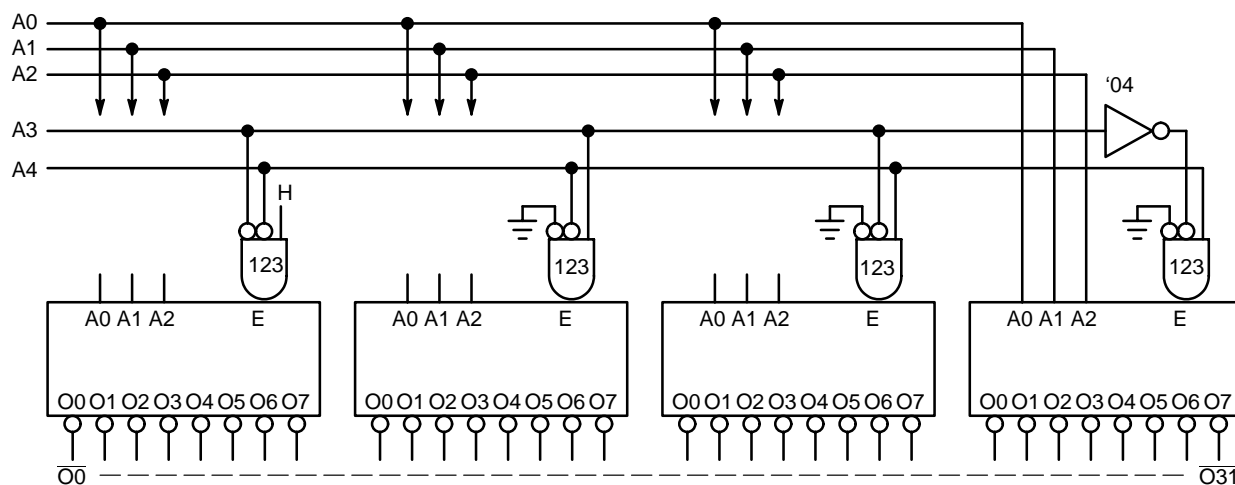 A0
A1
A2
‘04
A3
A4
H
123 123 123 123
A0 A1 A2 E A0 A1 A2 E A0 A1 A2 E A0 A1 A2 E
O0 O1 O2 O3 O4 O5 O6 O7 O0 O1 O2 O3 O4 O5 O6 O7 O0 O1 O2 O3 O4 O5 O6 O7 O0 O1 O2 O3 O4 O5 O6 O7
O0 O31